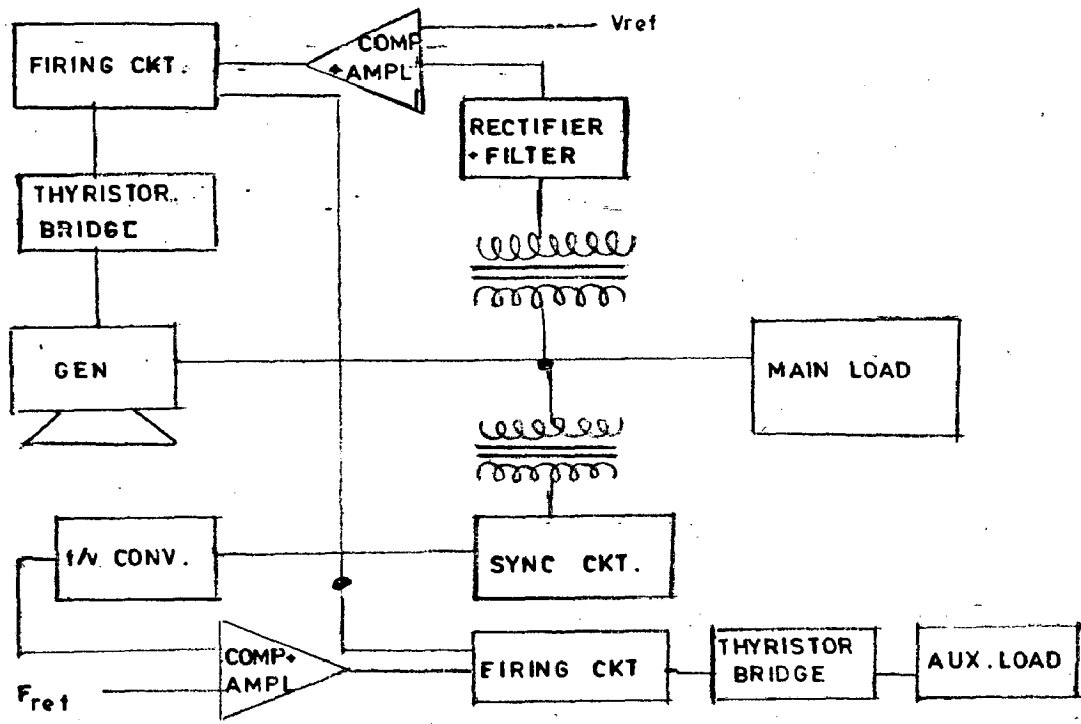 Vref
COMP
+ AMPL
FIRING CKT.
RECTIFIER
+ FILTER
THYRISTOR.
BRIDGE
GEN
MAIN LOAD
f/v CONV.
SYNC CKT.
COMP+
AMPL
Fref
FIRING CKT
THYRISTOR
BRIDGE
AUX. LOAD